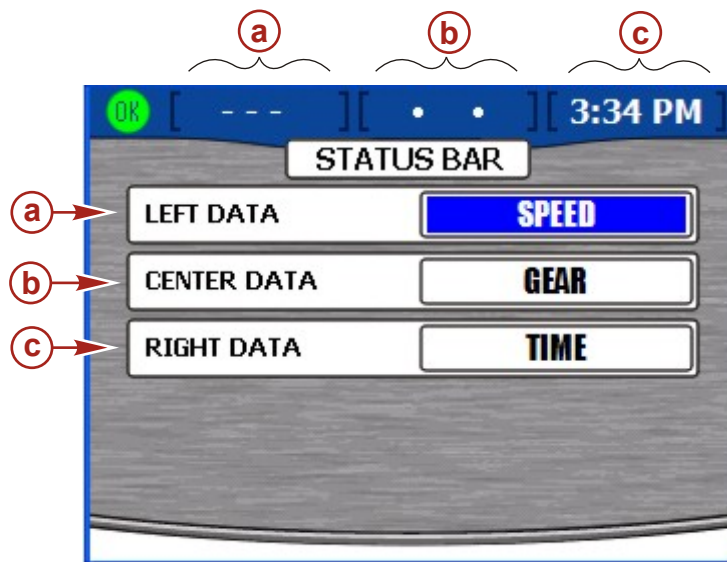 a b c
OK [ - - - ][ • • ][ 3:34 PM ]
STATUS BAR
a LEFT DATA SPEED
b CENTER DATA GEAR
c RIGHT DATA TIME